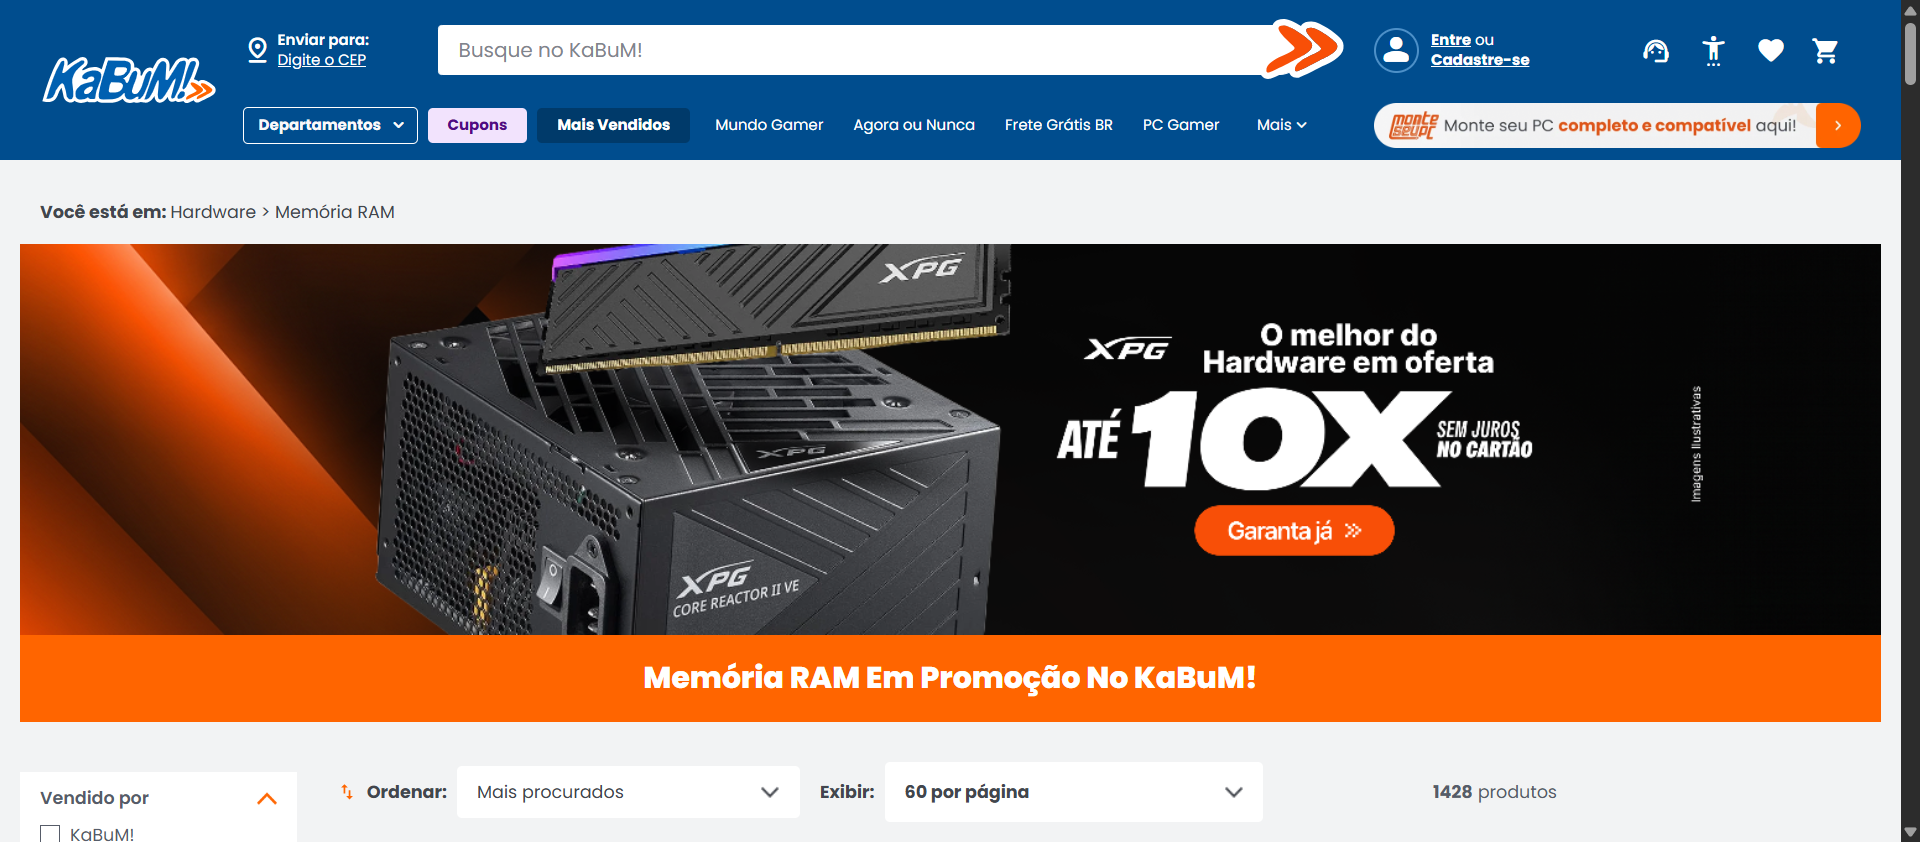 KaBuM!
Enviar para:
Digite o CEP
Busque no KaBuM!
Entre ou
Cadastre-se
Departamentos
Cupons
Mais Vendidos
Mundo Gamer
Agora ou Nunca
Frete Grátis BR
PC Gamer
Mais
monte seu pc
Monte seu PC completo e compatível aqui!
Você está em: Hardware > Memória RAM
XPG
XPG
XPG
CORE REACTOR II VE
XPG
O melhor do
Hardware em oferta
ATÉ 10X SEM JUROS
NO CARTÃO
Garanta já
Imagens Ilustrativas
Memória RAM Em Promoção No KaBuM!
Vendido por
KaBuM!
Ordenar:
Mais procurados
Exibir:
60 por página
1428 produtos